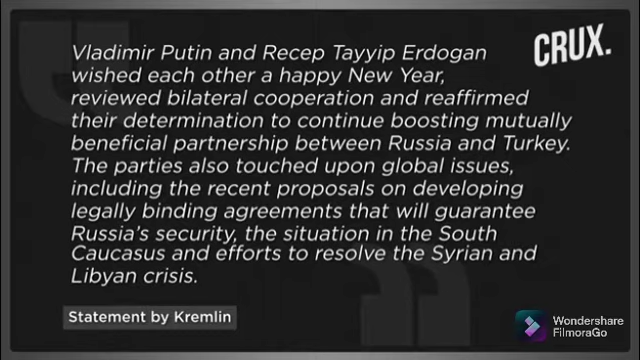 CRUX.
Vladimir Putin and Recep Tayyip Erdogan
wished each other a happy New Year,
reviewed bilateral cooperation and reaffirmed
their determination to continue boosting mutually
beneficial partnership between Russia and Turkey.
The parties also touched upon global issues,
including the recent proposals on developing
legally binding agreements that will guarantee
Russia's security, the situation in the South
Caucasus and efforts to resolve the Syrian and
Libyan crisis.
Statement by Kremlin
Wondershare
FilmoraGo